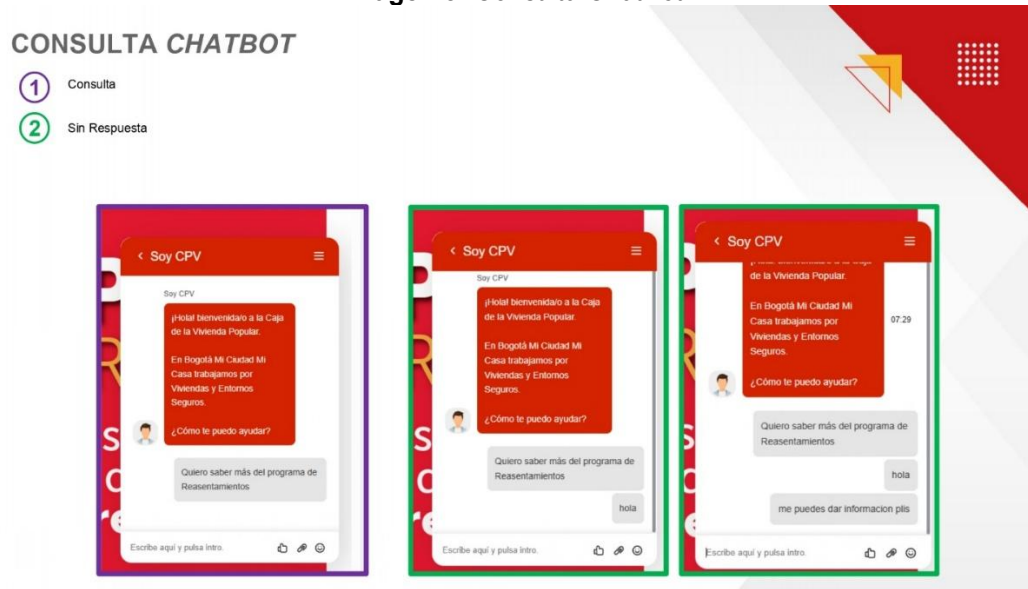 CONSULTA CHATBOT
1 Consulta
2 Sin Respuesta
Soy CPV
Soy CPV
¡Hola! bienvenida/o a la Caja
de la Vivienda Popular.
En Bogotá Mi Ciudad Mi
Casa trabajamos por
Viviendas y Entornos
Seguros.
¿Cómo te puedo ayudar?
Quiero saber más del programa de
Reasentamientos
Escribe aquí y pulsa intro.
Soy CPV
Soy CPV
¡Hola! bienvenida/o a la Caja
de la Vivienda Popular.
En Bogotá Mi Ciudad Mi
Casa trabajamos por
Viviendas y Entornos
Seguros.
¿Cómo te puedo ayudar?
Quiero saber más del programa de
Reasentamientos
hola
Escribe aquí y pulsa intro.
Soy CPV
de la Vivienda Popular.
En Bogotá Mi Ciudad Mi
Casa trabajamos por
Viviendas y Entornos
Seguros.
¿Cómo te puedo ayudar?
07:29
Quiero saber más del programa de
Reasentamientos
hola
me puedes dar informacion plis
Escribe aquí y pulsa intro.